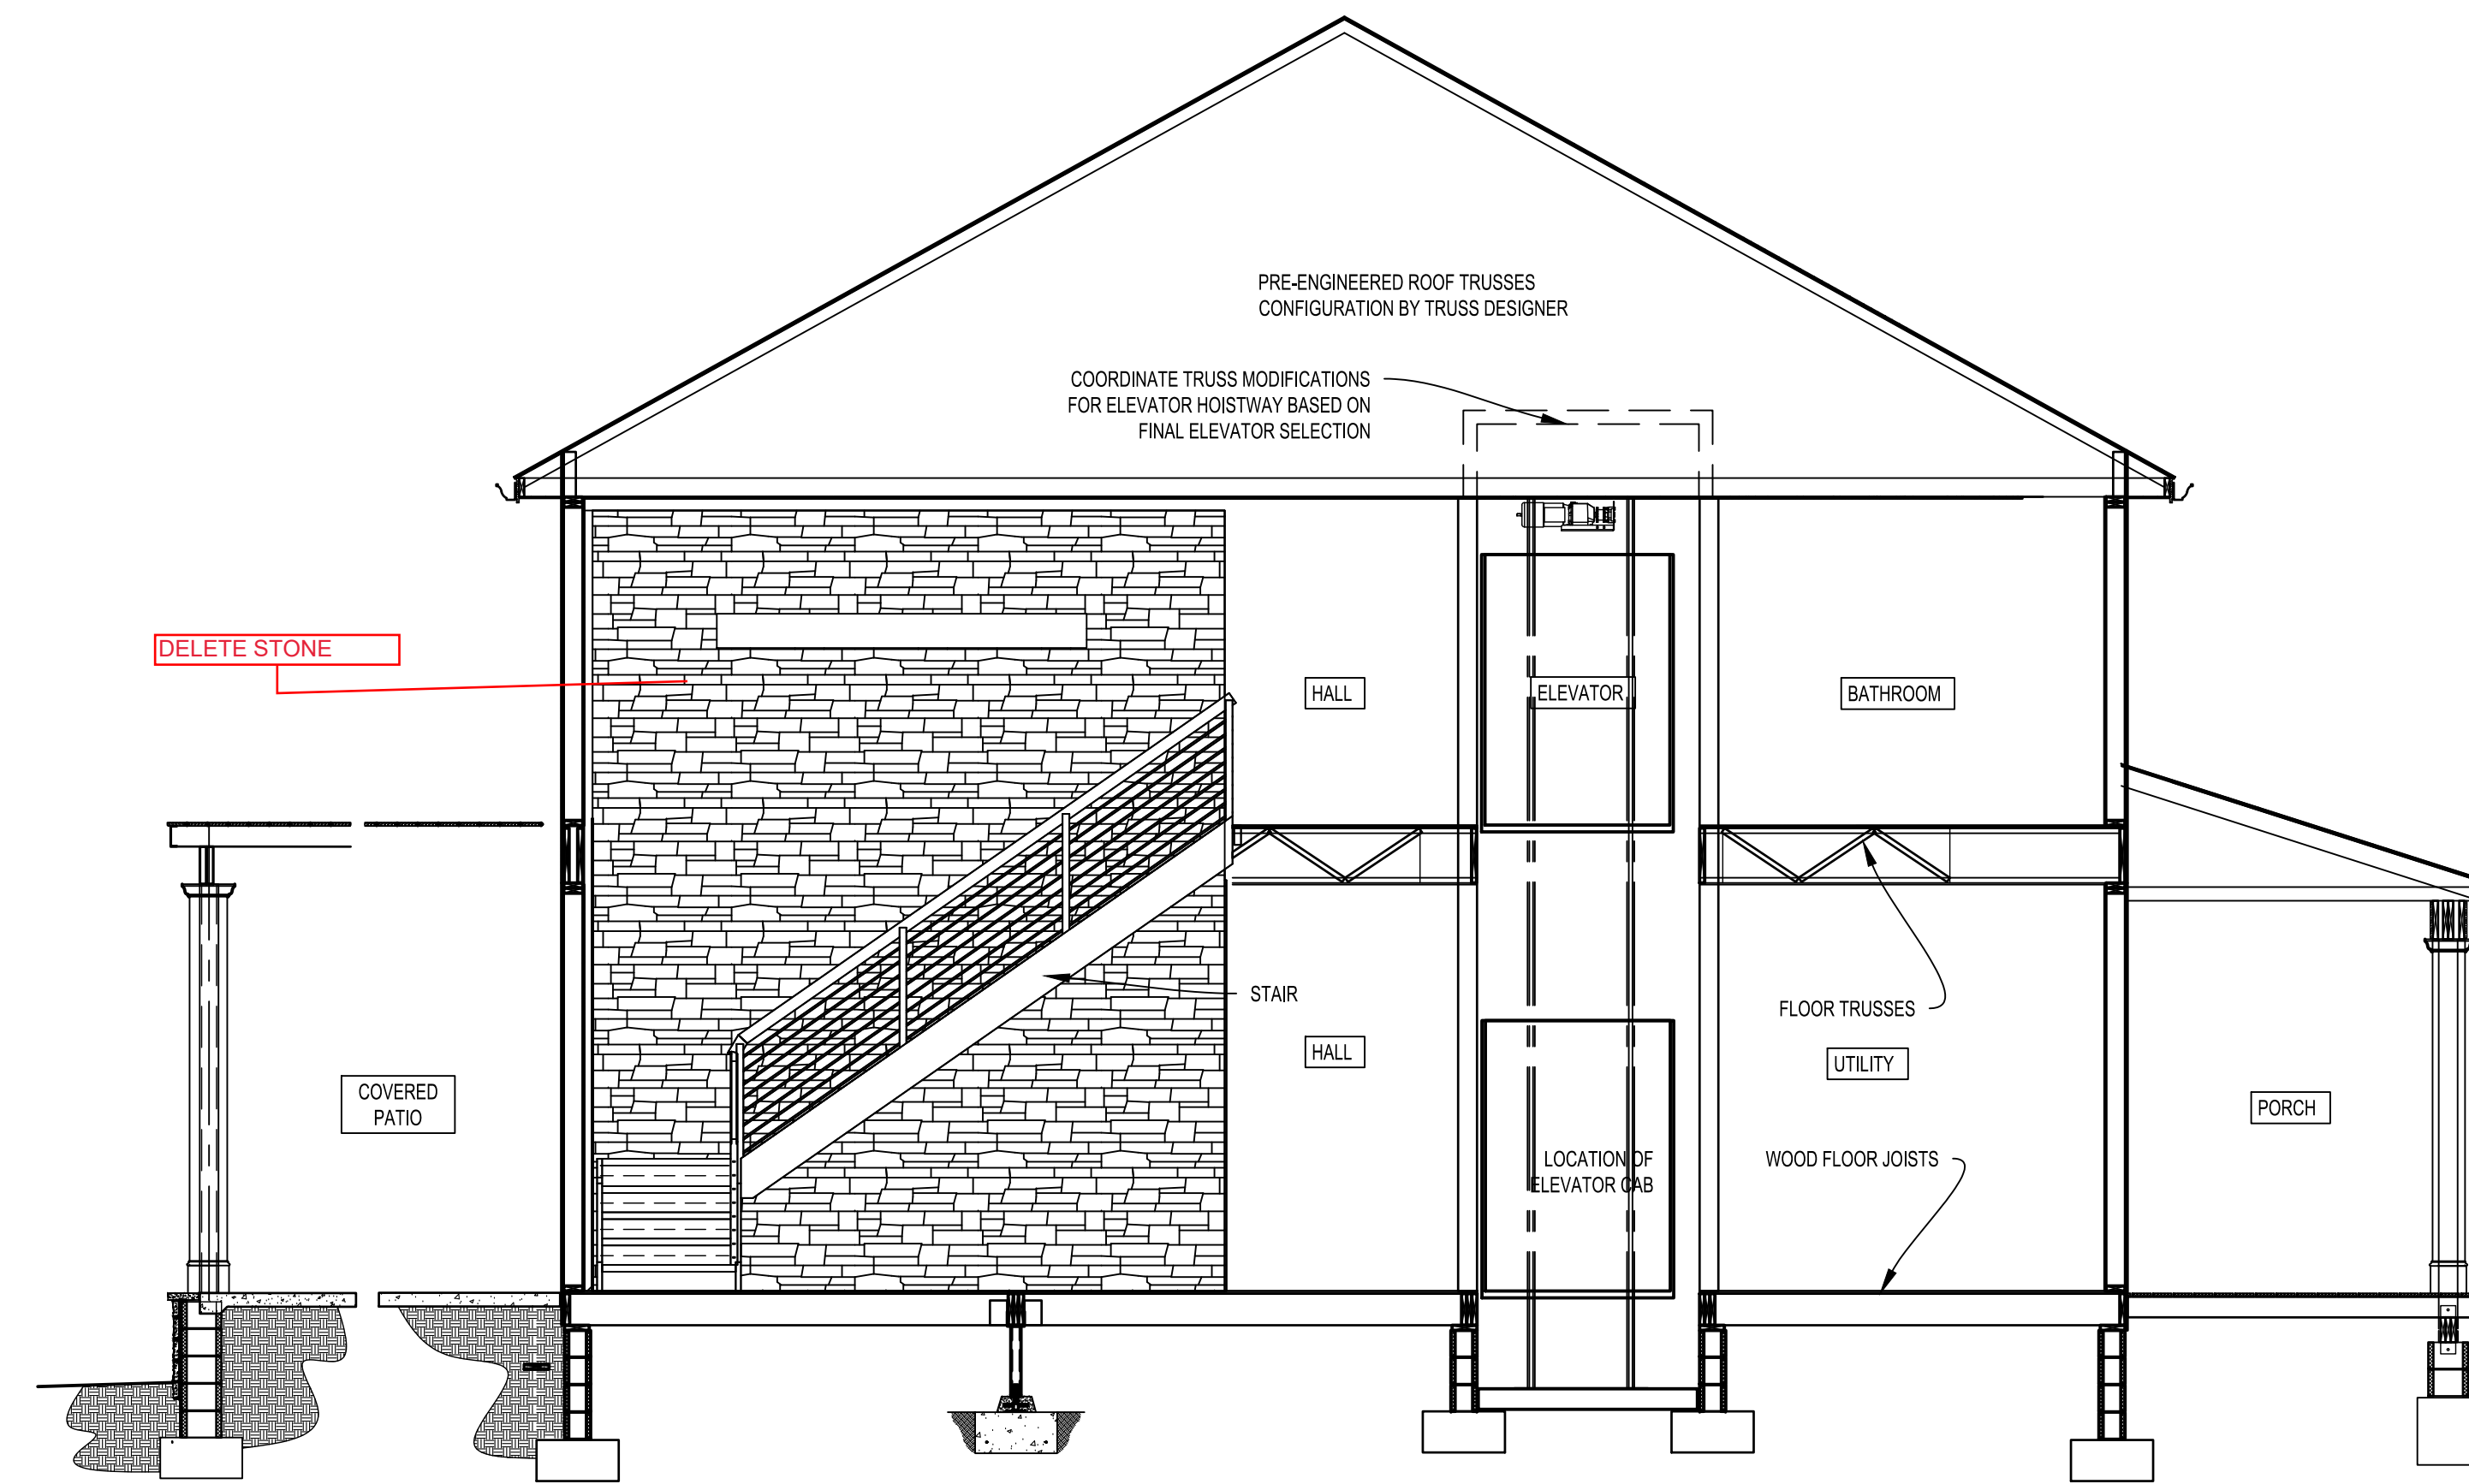 PRE-ENGINEERED ROOF TRUSSES
CONFIGURATION BY TRUSS DESIGNER
COORDINATE TRUSS MODIFICATIONS
FOR ELEVATOR HOISTWAY BASED ON
FINAL ELEVATOR SELECTION
DELETE STONE
HALL
ELEVATOR
BATHROOM
STAIR
FLOOR TRUSSES
HALL
UTILITY
COVERED
PATIO
PORCH
LOCATION OF
ELEVATOR CAB
WOOD FLOOR JOISTS